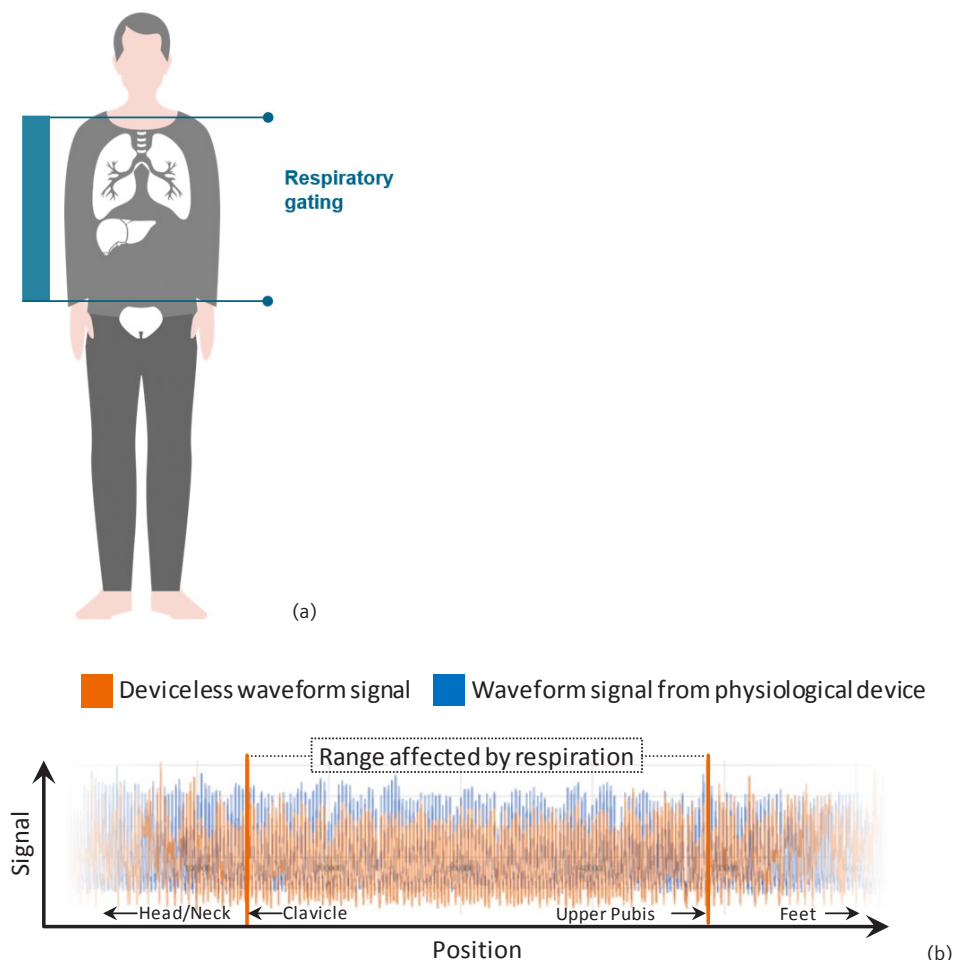 Respiratory
gating
(a)
Deviceless waveform signal
Waveform signal from physiological device
Range affected by respiration
Signal
Head/Neck
Clavicle
Upper Pubis
Feet
Position
(b)